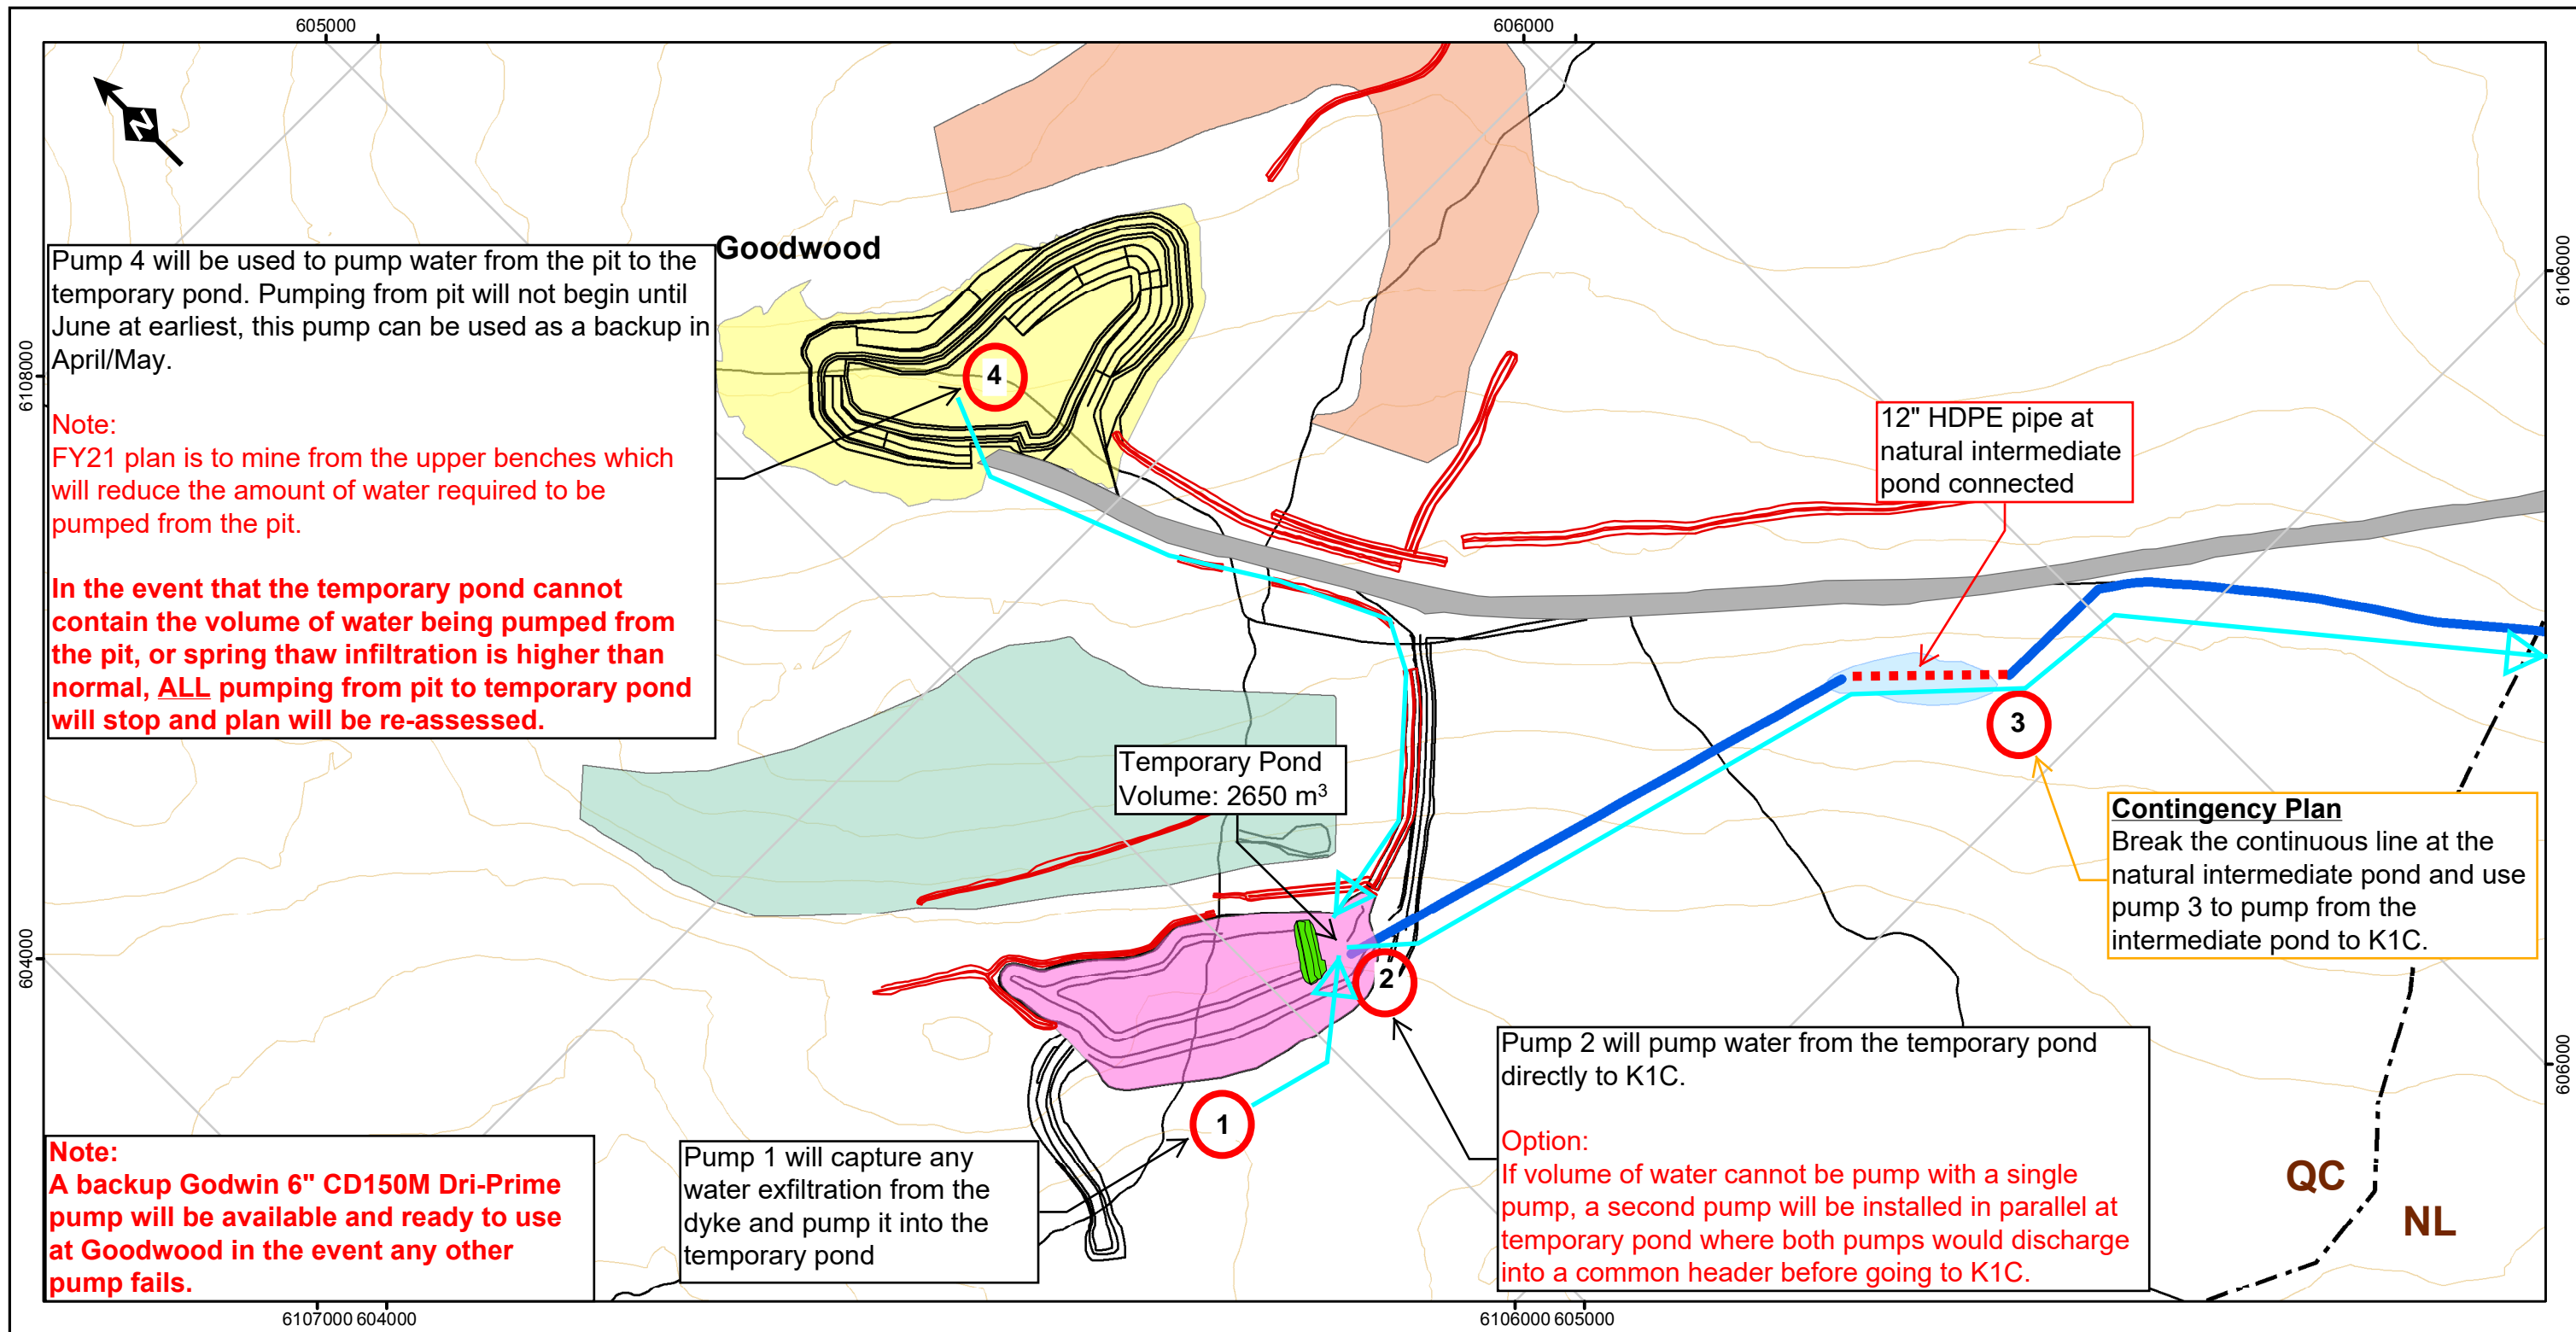 605000
606000
N
Goodwood
Pump 4 will be used to pump water from the pit to the
temporary pond. Pumping from pit will not begin until
June at earliest, this pump can be used as a backup in
April/May.
Note:
FY21 plan is to mine from the upper benches which
will reduce the amount of water required to be
pumped from the pit.
In the event that the temporary pond cannot
contain the volume of water being pumped from
the pit, or spring thaw infiltration is higher than
normal, ALL pumping from pit to temporary pond
will stop and plan will be re-assessed.
6108000
6106000
4
12" HDPE pipe at
natural intermediate
pond connected
3
Temporary Pond
Volume: 2650 m³
Contingency Plan
Break the continuous line at the
natural intermediate pond and use
pump 3 to pump from the
intermediate pond to K1C.
604000
606000
2
1
Pump 2 will pump water from the temporary pond
directly to K1C.
Option:
If volume of water cannot be pump with a single
pump, a second pump will be installed in parallel at
temporary pond where both pumps would discharge
into a common header before going to K1C.
Note:
A backup Godwin 6" CD150M Dri-Prime
pump will be available and ready to use
at Goodwood in the event any other
pump fails.
Pump 1 will capture any
water exfiltration from the
dyke and pump it into the
temporary pond
QC
NL
6107000 604000
6106000 605000